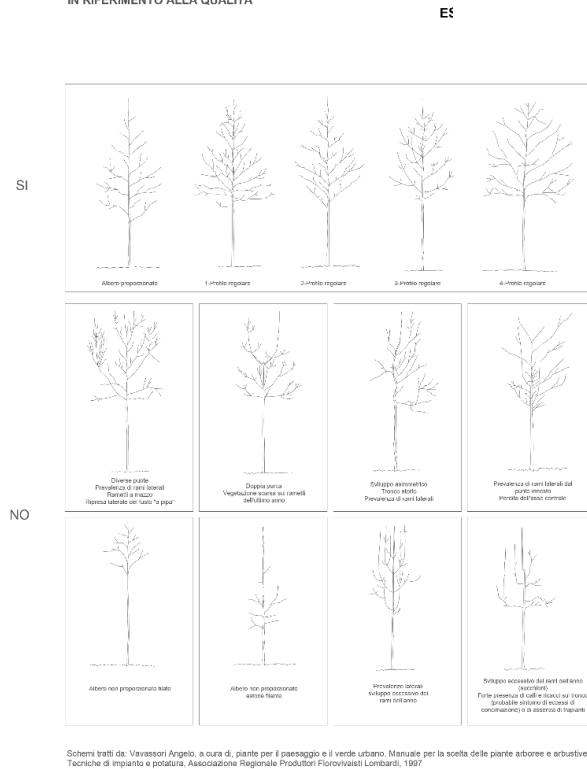 IN RIFERIMENTO ALLA QUALITÀ
ES
SI
Albero proporzionato
1-Profilo regolare
2-Profilo regolare
3-Profilo regolare
4-Profilo regolare
Diverse punte
Prevalenza di rami laterali
Rametti a mazzo
Ripresa laterale del fusto "a pipa"
Doppia punta
Vegetazione scarsa sui rametti
dell'ultimo anno
Sviluppo asimmetrico
Tronco storto
Prevalenza di rami laterali
Prevalenza di rami laterali dal
punto innesto
Perdita dell'asse centrale
NO
Albero non proporzionato filato
Albero non proporzionato
astone filante
Prevalenze laterali
sviluppo eccessivo dei
rami dell'anno
Sviluppo eccessivo dei rami dell'anno
(succhioni)
Forte presenza di calli e ricacci sul tronco
(probabile sintomo di eccessi di
concimazione) o di assenza di trapianti
Schemi tratti da: Vavassori Angelo, a cura di, piante per il paesaggio e il verde urbano. Manuale per la scelta delle piante arboree e arbustive
Tecniche di impianto e potatura, Associazione Regionale Produttori Florovivaisti Lombardi, 1997